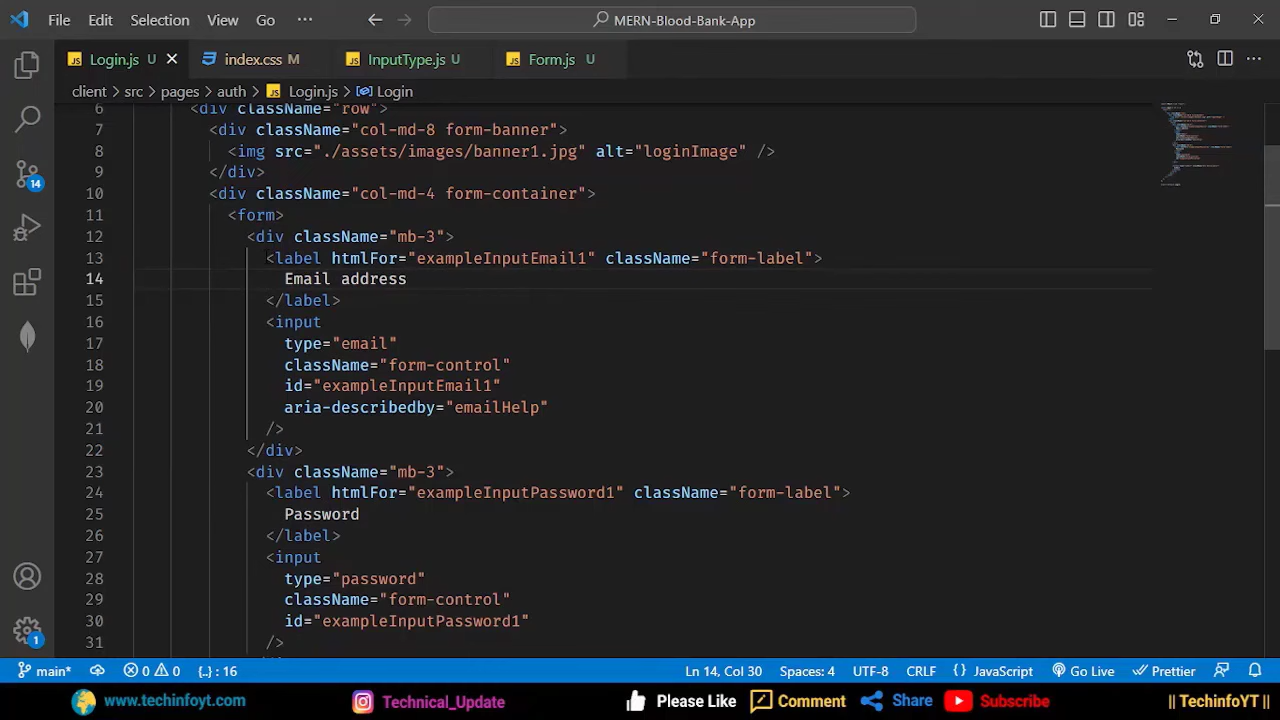 File Edit Selection View Go ··· MERN-Blood-Bank-App
Login.js U index.css M InputType.js U Form.js U
client > src > pages > auth > Login.js > Login
6 <div className="row">
7 <div className="col-md-8 form-banner">
8 <img src="./assets/images/banner1.jpg" alt="loginImage" />
9 </div>
10 <div className="col-md-4 form-container">
11 <form>
12 <div className="mb-3">
13 <label htmlFor="exampleInputEmail1" className="form-label">
14 Email address
15 </label>
16 <input
17 type="email"
18 className="form-control"
19 id="exampleInputEmail1"
20 aria-describedby="emailHelp"
21 />
22 </div>
23 <div className="mb-3">
24 <label htmlFor="exampleInputPassword1" className="form-label">
25 Password
26 </label>
27 <input
28 type="password"
29 className="form-control"
30 id="exampleInputPassword1"
31 />
14
1
main* 0 0 {..} : 16 Ln 14, Col 30 Spaces: 4 UTF-8 CRLF {} JavaScript Go Live Prettier
www.techinfoyt.com Technical_Update Please Like Comment Share Subscribe || TechinfoYT ||